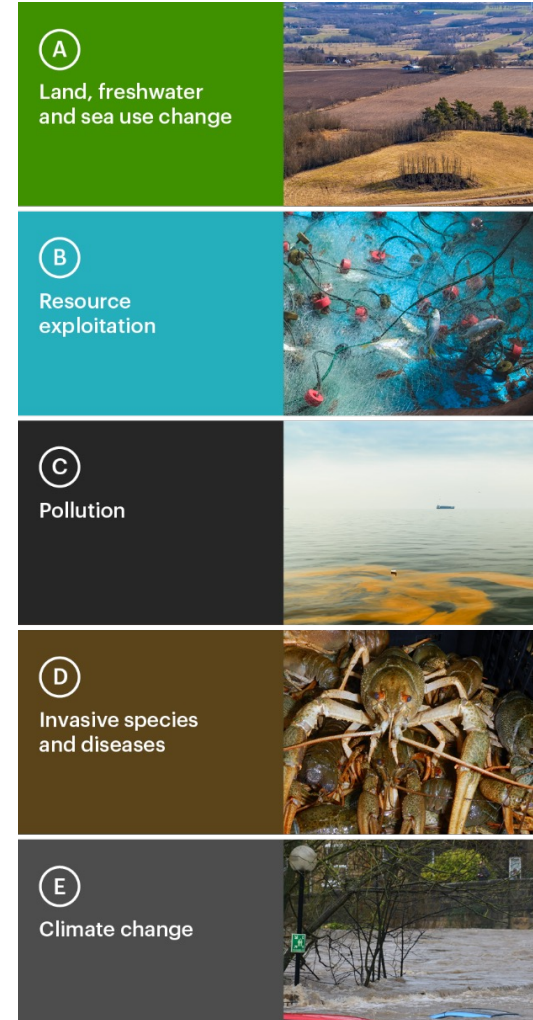 A
Land, freshwater
and sea use change
B
Resource
exploitation
C
Pollution
D
Invasive species
and diseases
E
Climate change